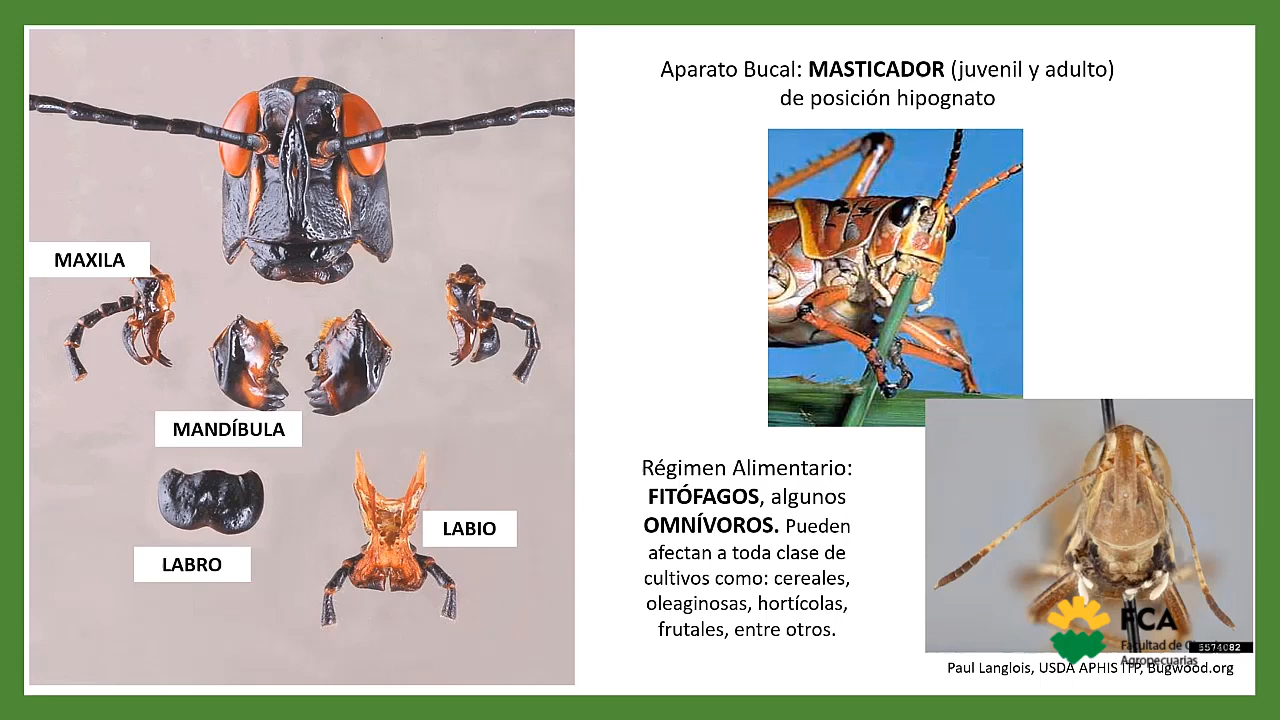 Aparato Bucal: MASTICADOR (juvenil y adulto)
de posición hipognato
MAXILA
MANDÍBULA
LABRO
LABIO
Régimen Alimentario:
FITÓFAGOS, algunos
OMNÍVOROS. Pueden
afectan a toda clase de
cultivos como: cereales,
oleaginosas, hortícolas,
frutales, entre otros.
FCA
Facultad de
Agropecuarias
5574082
Paul Langlois, USDA APHIS ITP, Bugwood.org